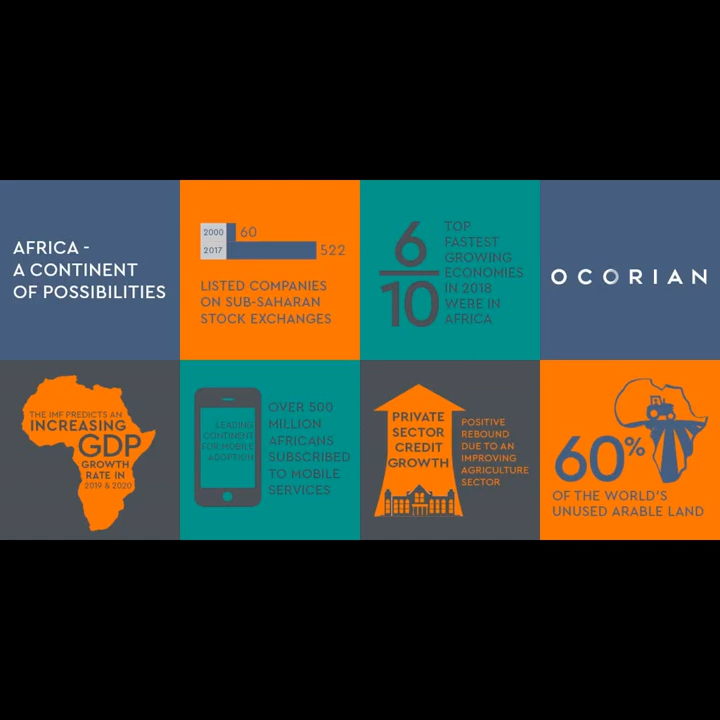 AFRICA -
A CONTINENT
OF POSSIBILITIES
2000 60
2017 522
LISTED COMPANIES
ON SUB-SAHARAN
STOCK EXCHANGES
6
10
TOP
FASTEST
GROWING
ECONOMIES
IN 2018
WERE IN
AFRICA
OCORIAN
THE IMF PREDICTS AN
INCREASING
GDP
GROWTH
RATE IN
2019 & 2020
LEADING
CONTINENT
FOR MOBILE
ADOPTION
OVER 500
MILLION
AFRICANS
SUBSCRIBED
TO MOBILE
SERVICES
PRIVATE
SECTOR
CREDIT
GROWTH
POSITIVE
REBOUND
DUE TO AN
IMPROVING
AGRICULTURE
SECTOR
60%
OF THE WORLD'S
UNUSED ARABLE LAND